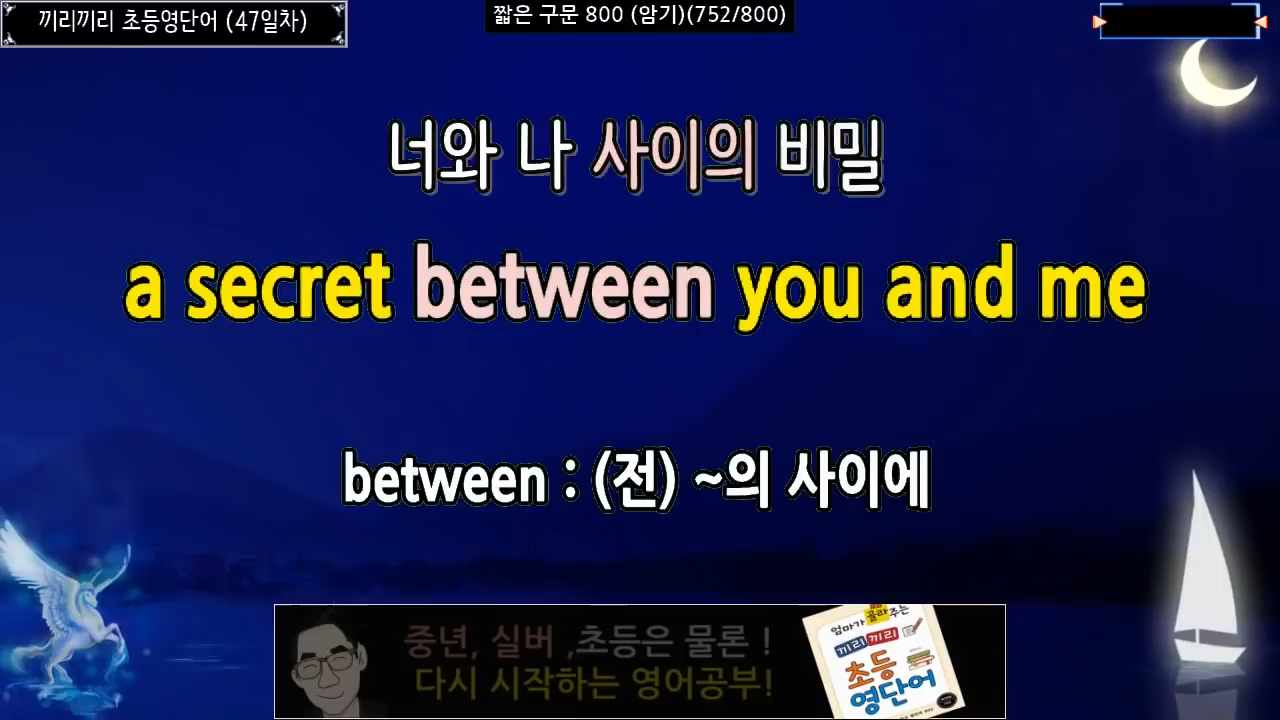 끼리끼리 초등영단어 (47일차)
짧은 구문 800 (암기)(752/800)
너와 나 사이의 비밀
a secret between you and me
between : (전) ~의 사이에
중년, 실버 ,초등은 물론 !
다시 시작하는 영어공부!
엄마가 골라주는
끼리끼리
초등
영단어